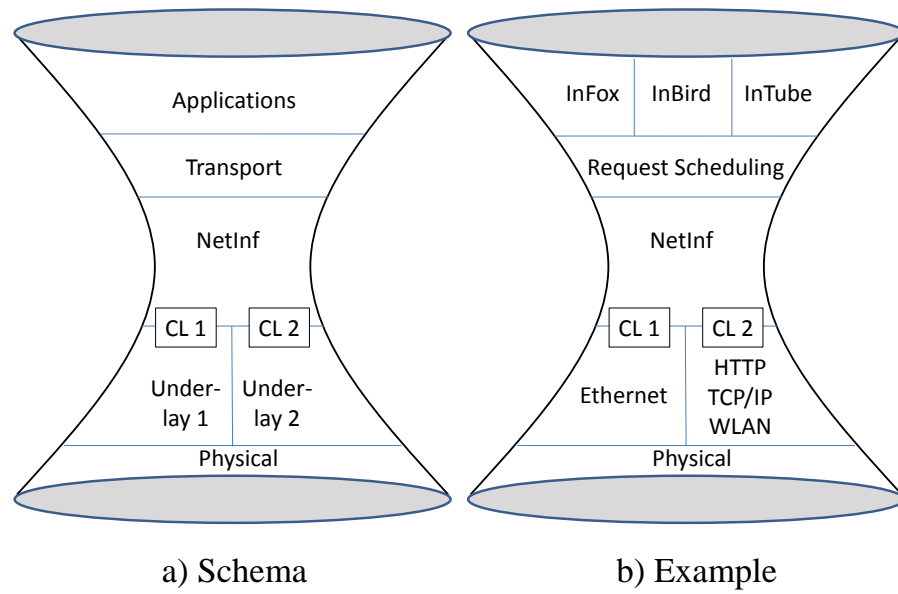 Applications
Transport
NetInf
CL 1 CL 2
Under-
lay 1
Under-
lay 2
Physical
a) Schema
InFox InBird InTube
Request Scheduling
NetInf
CL 1 CL 2
Ethernet
HTTP
TCP/IP
WLAN
Physical
b) Example